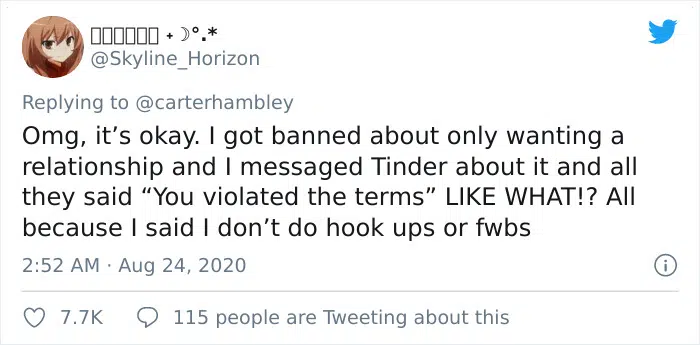 ˖☽°.*
@Skyline_Horizon
Replying to @carterhambley
Omg, it’s okay. I got banned about only wanting a
relationship and I messaged Tinder about it and all
they said “You violated the terms” LIKE WHAT!? All
because I said I don’t do hook ups or fwbs
2:52 AM · Aug 24, 2020
7.7K 115 people are Tweeting about this